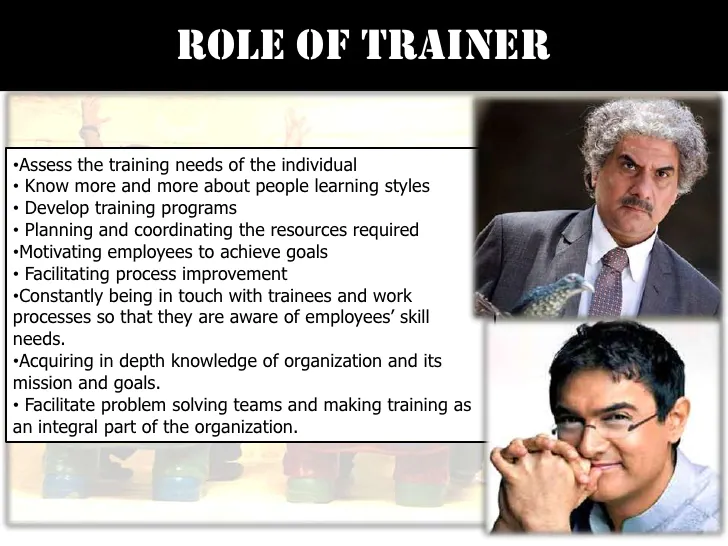 ROLE OF TRAINER
•Assess the training needs of the individual
• Know more and more about people learning styles
• Develop training programs
• Planning and coordinating the resources required
•Motivating employees to achieve goals
• Facilitating process improvement
•Constantly being in touch with trainees and work
processes so that they are aware of employees’ skill
needs.
•Acquiring in depth knowledge of organization and its
mission and goals.
• Facilitate problem solving teams and making training as
an integral part of the organization.